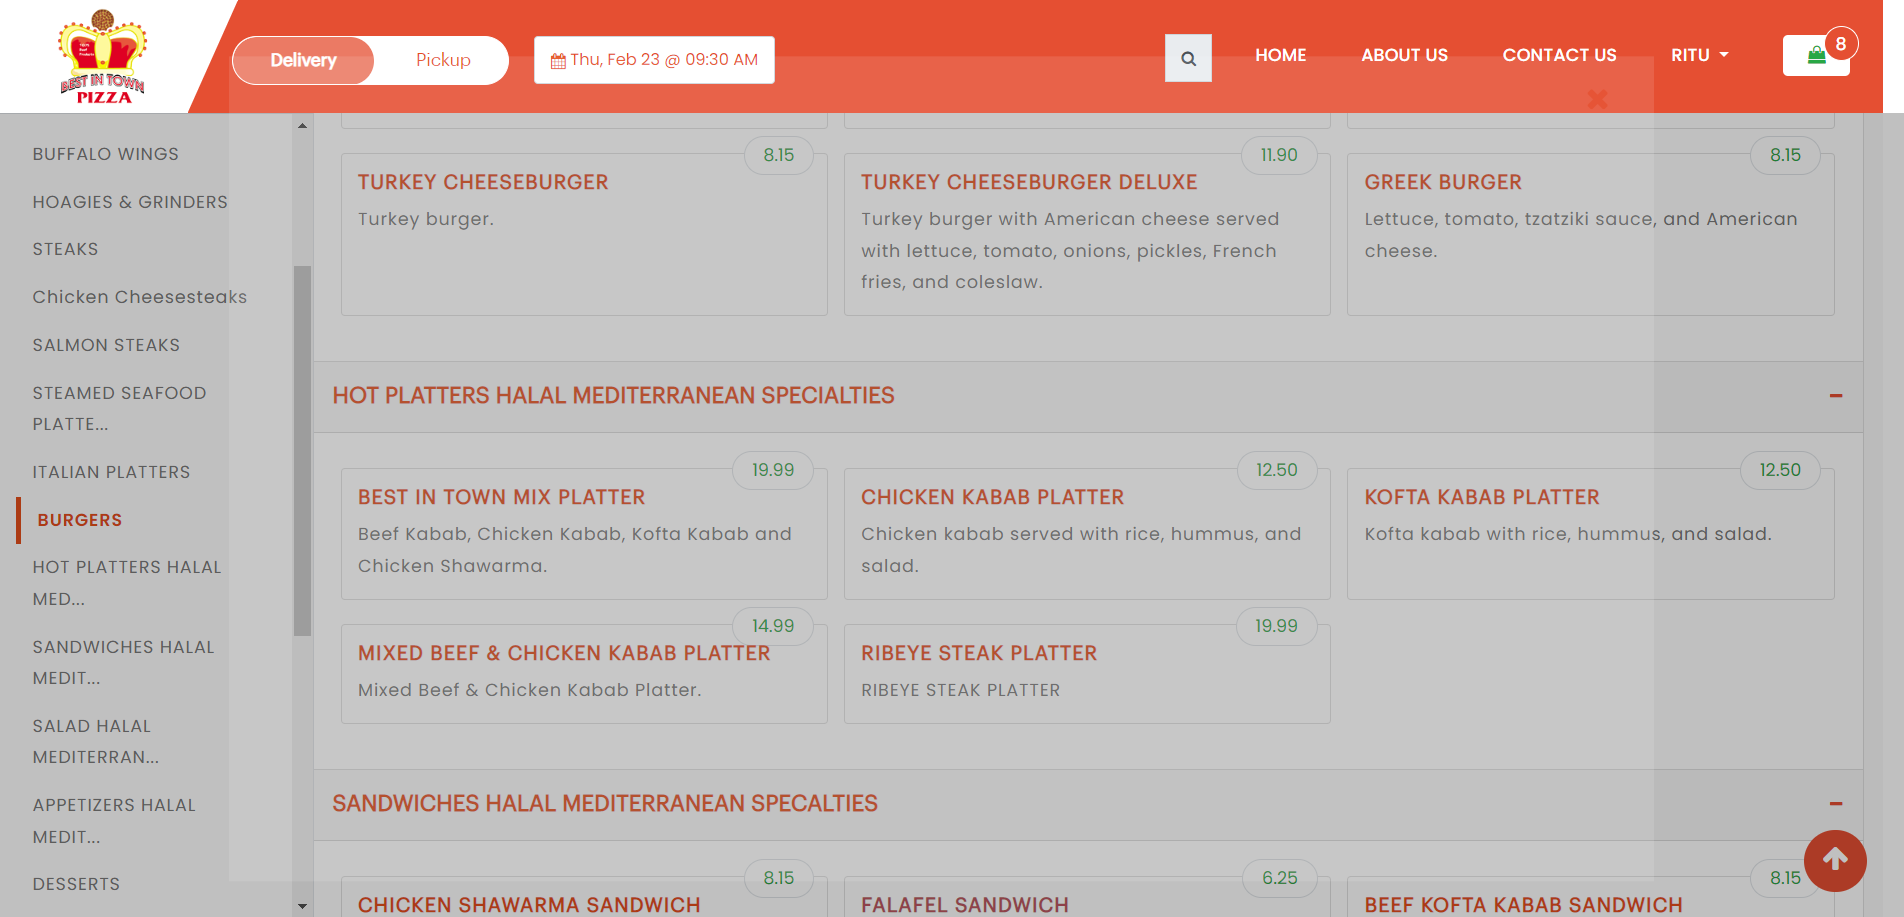 BEST IN TOWN
PIZZA
Delivery
Pickup
Thu, Feb 23 @ 09:30 AM
HOME
ABOUT US
CONTACT US
RITU
8
BUFFALO WINGS
HOAGIES & GRINDERS
STEAKS
Chicken Cheesesteaks
SALMON STEAKS
STEAMED SEAFOOD
PLATTE...
ITALIAN PLATTERS
BURGERS
HOT PLATTERS HALAL
MED...
SANDWICHES HALAL
MEDIT...
SALAD HALAL
MEDITERRAN...
APPETIZERS HALAL
MEDIT...
DESSERTS
8.15
TURKEY CHEESEBURGER
Turkey burger.
11.90
TURKEY CHEESEBURGER DELUXE
Turkey burger with American cheese served
with lettuce, tomato, onions, pickles, French
fries, and coleslaw.
8.15
GREEK BURGER
Lettuce, tomato, tzatziki sauce, and American
cheese.
HOT PLATTERS HALAL MEDITERRANEAN SPECIALTIES
19.99
BEST IN TOWN MIX PLATTER
Beef Kabab, Chicken Kabab, Kofta Kabab and
Chicken Shawarma.
12.50
CHICKEN KABAB PLATTER
Chicken kabab served with rice, hummus, and
salad.
12.50
KOFTA KABAB PLATTER
Kofta kabab with rice, hummus, and salad.
14.99
MIXED BEEF & CHICKEN KABAB PLATTER
Mixed Beef & Chicken Kabab Platter.
19.99
RIBEYE STEAK PLATTER
RIBEYE STEAK PLATTER
SANDWICHES HALAL MEDITERRANEAN SPECALTIES
8.15
CHICKEN SHAWARMA SANDWICH
6.25
FALAFEL SANDWICH
8.15
BEEF KOFTA KABAB SANDWICH